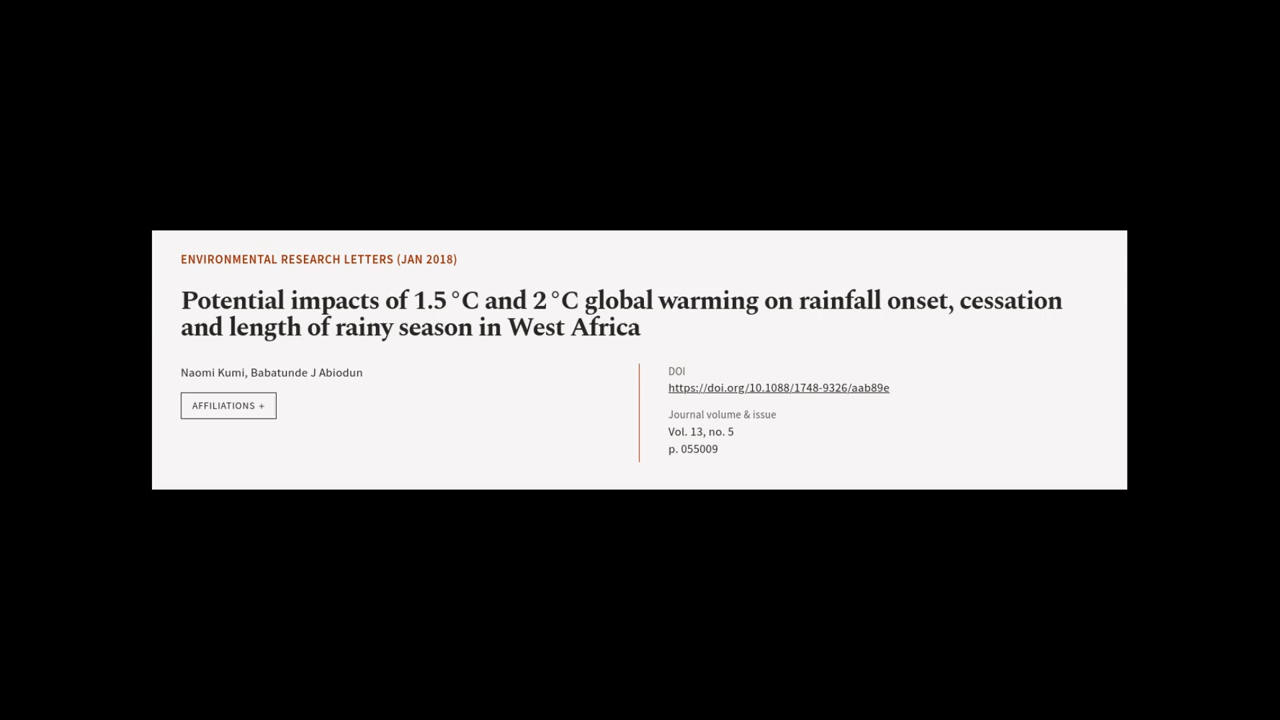 ENVIRONMENTAL RESEARCH LETTERS (JAN 2018)
Potential impacts of 1.5 °C and 2 °C global warming on rainfall onset, cessation
and length of rainy season in West Africa
Naomi Kumi, Babatunde J Abiodun
AFFILIATIONS +
DOI
https://doi.org/10.1088/1748-9326/aab89e
Journal volume & issue
Vol. 13, no. 5
p. 055009